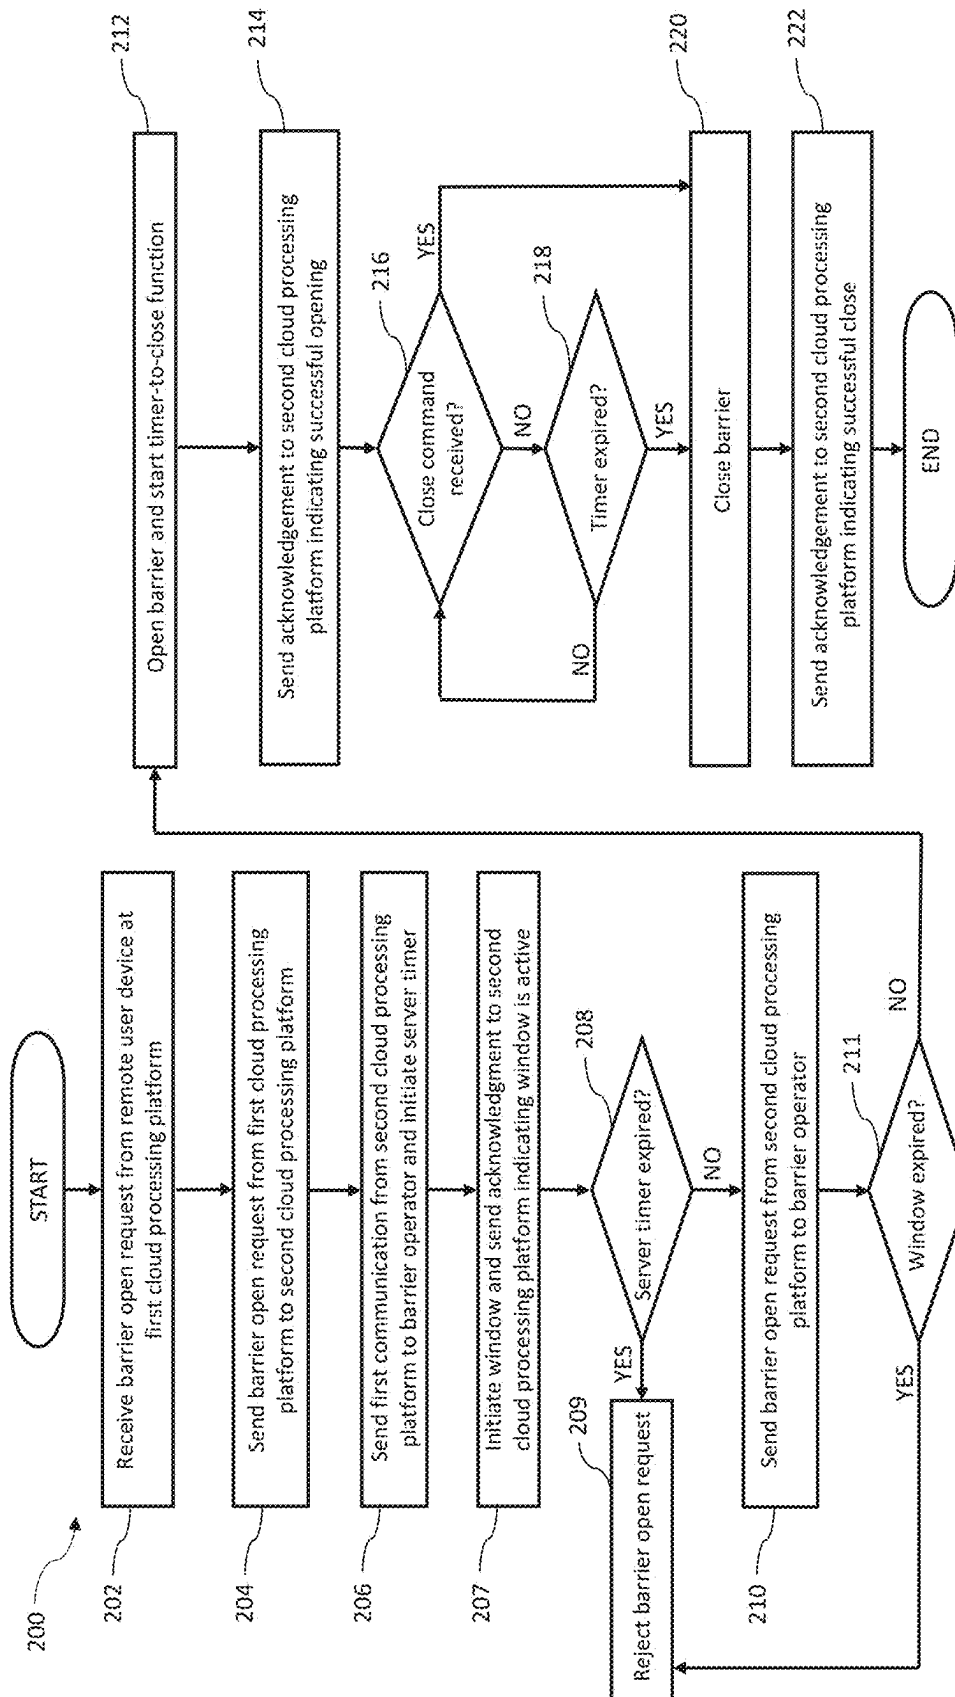 200
START
202
Receive barrier open request from remote user device at
first cloud processing platform
204
Send barrier open request from first cloud processing
platform to second cloud processing platform
206
Send first communication from second cloud processing
platform to barrier operator and initiate server timer
207
Initiate window and send acknowledgment to second
cloud processing platform indicating window is active
208
Server timer expired?
YES
NO
209
Reject barrier open request
210
Send barrier open request from second cloud processing
platform to barrier operator
211
Window expired?
YES
NO
212
Open barrier and start timer-to-close function
214
Send acknowledgement to second cloud processing
platform indicating successful opening
216
Close command
received?
YES
NO
218
Timer expired?
NO
YES
220
Close barrier
222
Send acknowledgement to second cloud processing
platform indicating successful close
END